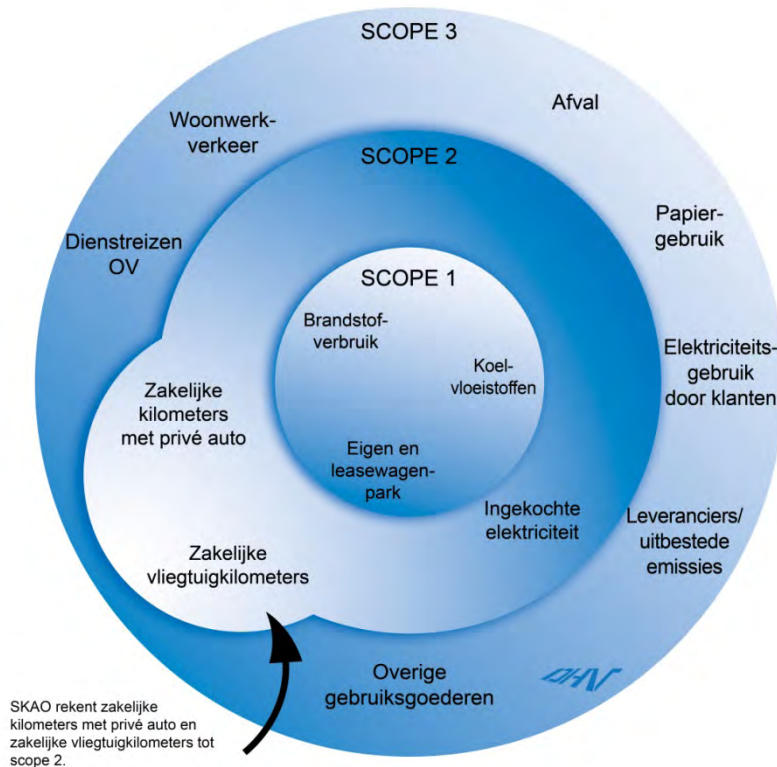 SCOPE 3
Woonwerk-
verkeer
Afval
SCOPE 2
Papier-
gebruik
Dienstreizen
OV
SCOPE 1
Brandstof-
verbruik
Koel-
vloeistoffen
Elektriciteits-
gebruik
door klanten
Zakelijke
kilometers
met privé auto
Eigen en
leasewagen-
park
Ingekochte
elektriciteit
Leveranciers/
uitbestede
emissies
Zakelijke
vliegtuigkilometers
Overige
gebruiksgoederen
DHV
SKAO rekent zakelijke
kilometers met privé auto en
zakelijke vliegtuigkilometers tot
scope 2.